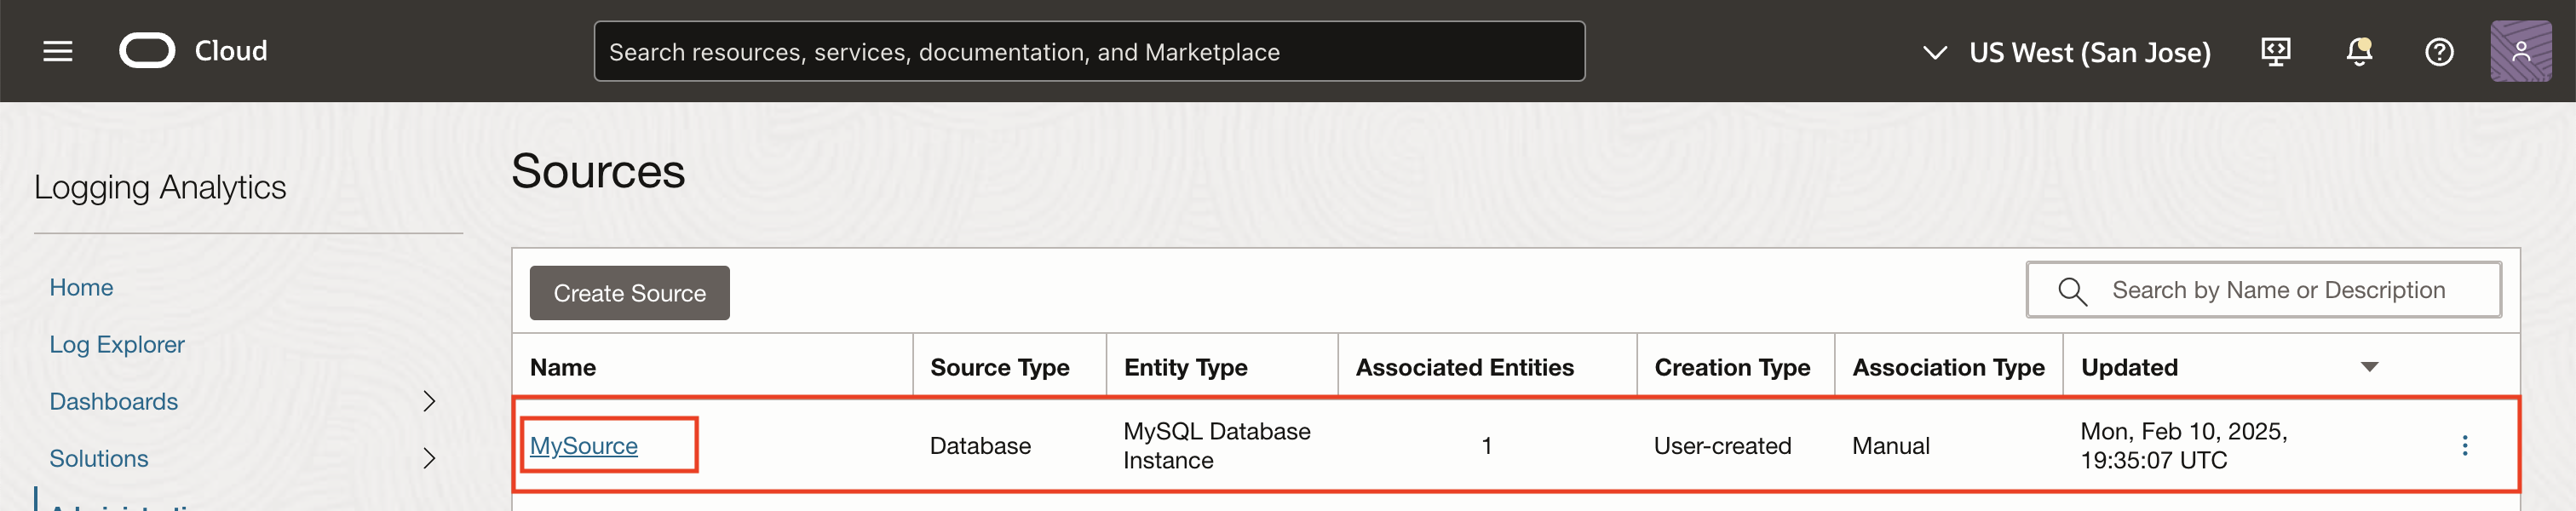 Cloud
Search resources, services, documentation, and Marketplace
US West (San Jose)
Logging Analytics
Home
Log Explorer
Dashboards
Solutions
Sources
Create Source
Search by Name or Description
Name Source Type Entity Type Associated Entities Creation Type Association Type Updated
MySource Database MySQL Database Instance 1 User-created Manual Mon, Feb 10, 2025, 19:35:07 UTC